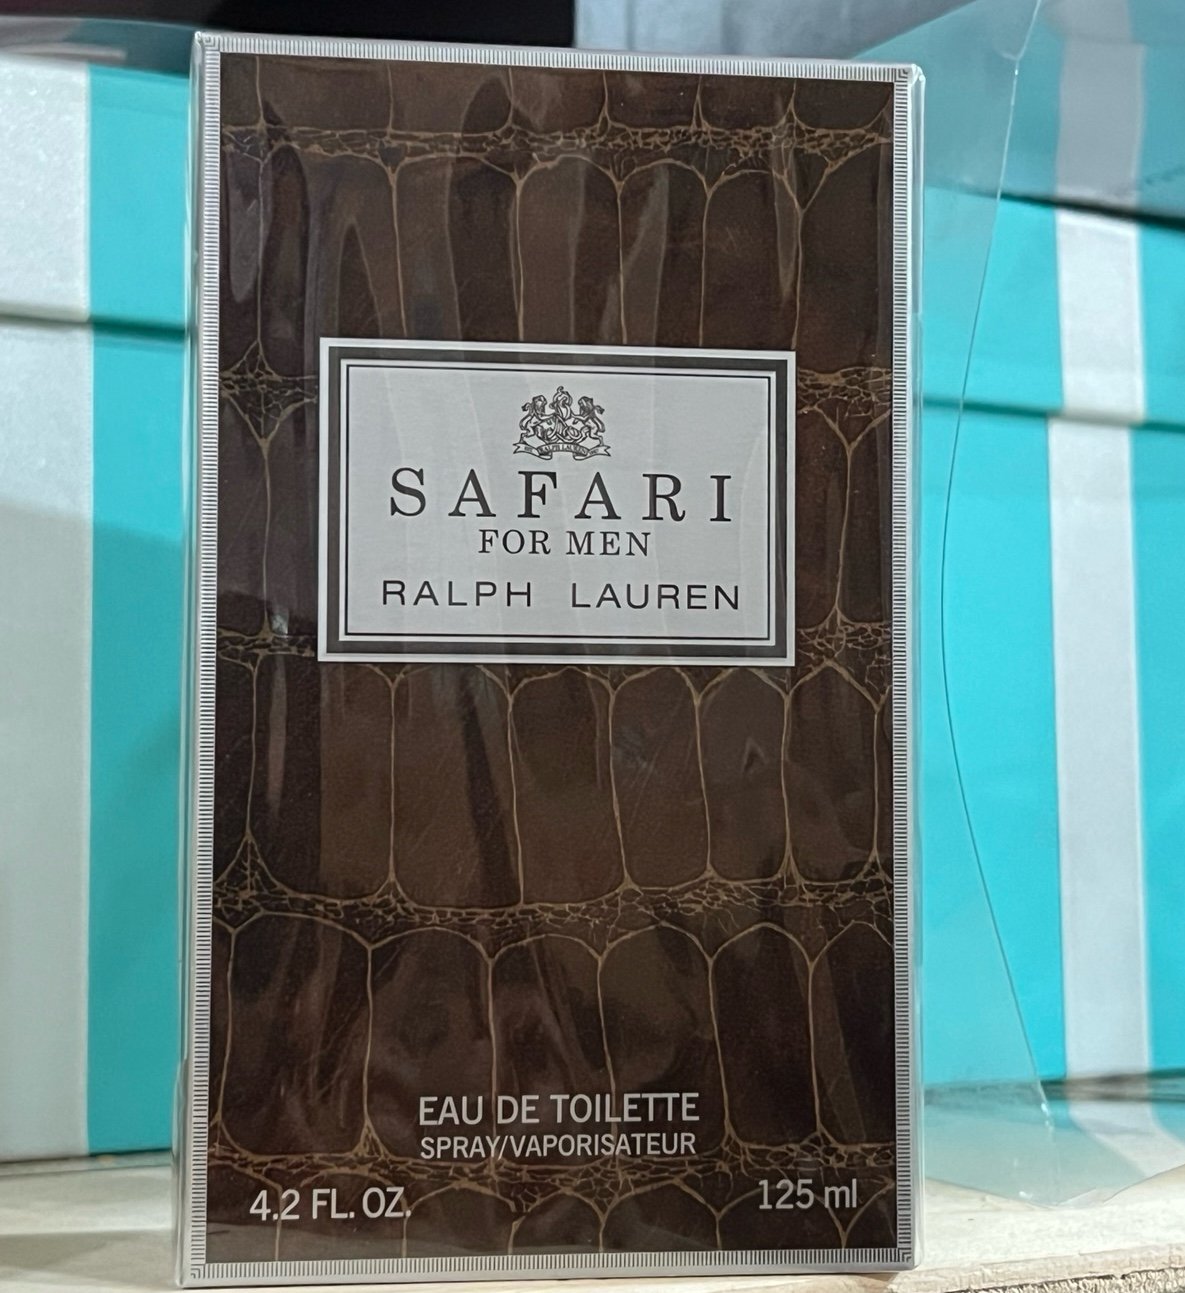 SAFARI
FOR MEN
RALPH LAUREN
EAU DE TOILETTE
SPRAY/VAPORISATEUR
4.2 FL. OZ.
125 ml